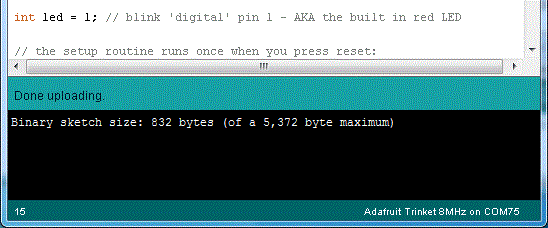 int led = 1; // blink 'digital' pin 1 - AKA the built in red LED
// the setup routine runs once when you press reset:
Done uploading.
Binary sketch size: 832 bytes (of a 5,372 byte maximum)
15
Adafruit Trinket 8MHz on COM75